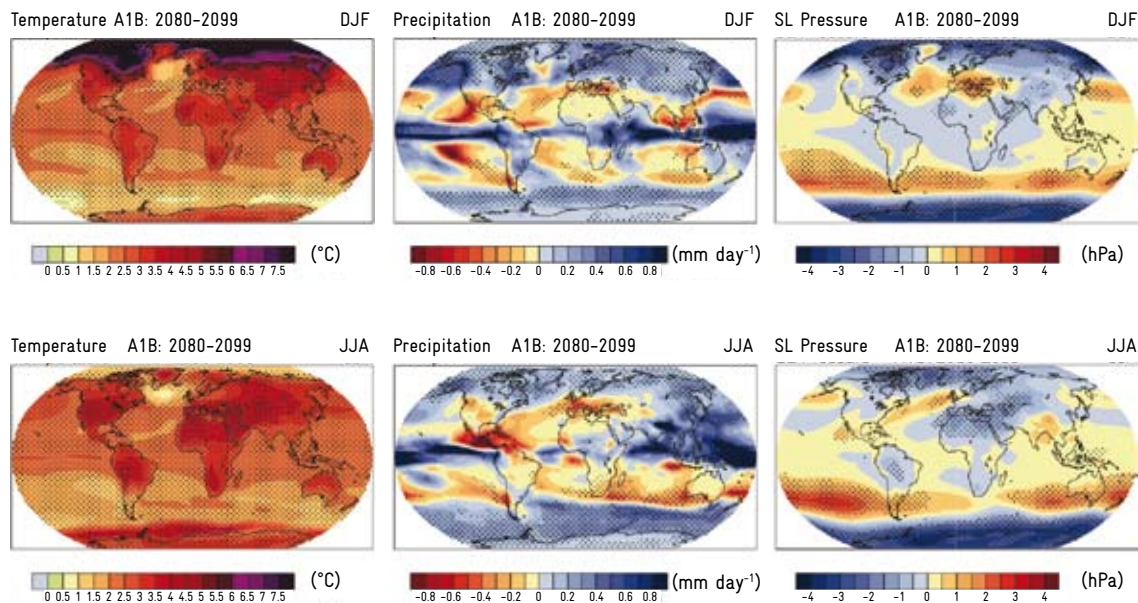 Temperature A1B: 2080-2099 DJF
Precipitation A1B: 2080-2099 DJF
SL Pressure A1B: 2080-2099 DJF
0 0.5 1 1.5 2 2.5 3 3.5 4 4.5 5 5.5 6 6.5 7 7.5 (°C)
-0.8 -0.6 -0.4 -0.2 0 0.2 0.4 0.6 0.8 (mm day⁻¹)
-4 -3 -2 -1 0 1 2 3 4 (hPa)
Temperature A1B: 2080-2099 JJA
Precipitation A1B: 2080-2099 JJA
SL Pressure A1B: 2080-2099 JJA
0 0.5 1 1.5 2 2.5 3 3.5 4 4.5 5 5.5 6 6.5 7 7.5 (°C)
-0.8 -0.6 -0.4 -0.2 0 0.2 0.4 0.6 0.8 (mm day⁻¹)
-4 -3 -2 -1 0 1 2 3 4 (hPa)